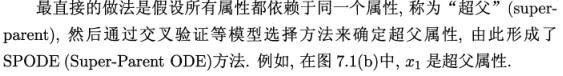 最直接的做法是假设所有属性都依赖于同一个属性, 称为“超父”(super-
parent), 然后通过交叉验证等模型选择方法来确定超父属性, 由此形成了
SPODE (Super-Parent ODE)方法. 例如, 在图 7.1(b)中, x₁ 是超父属性.